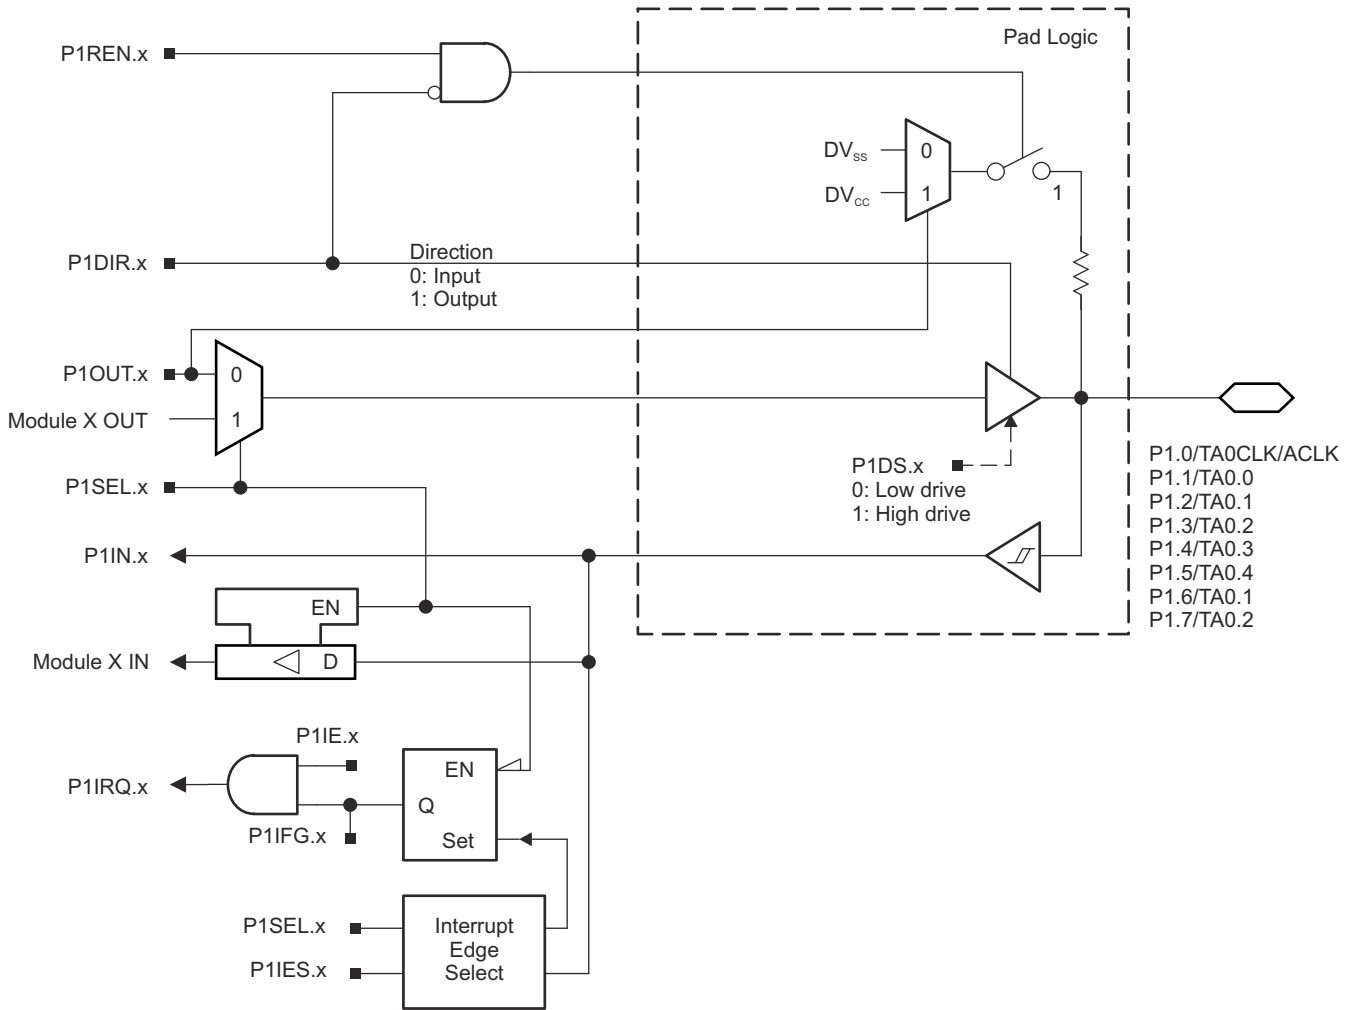 P1REN.x
Pad Logic
DVSS
0
DVCC
1
1
P1DIR.x
Direction
0: Input
1: Output
P1OUT.x
0
Module X OUT
1
P1DS.x
0: Low drive
1: High drive
P1.0/TA0CLK/ACLK
P1.1/TA0.0
P1.2/TA0.1
P1.3/TA0.2
P1.4/TA0.3
P1.5/TA0.4
P1.6/TA0.1
P1.7/TA0.2
P1SEL.x
P1IN.x
EN
Module X IN
D
P1IE.x
P1IRQ.x
EN
Q
P1IFG.x
Set
P1SEL.x
P1IES.x
Interrupt
Edge
Select